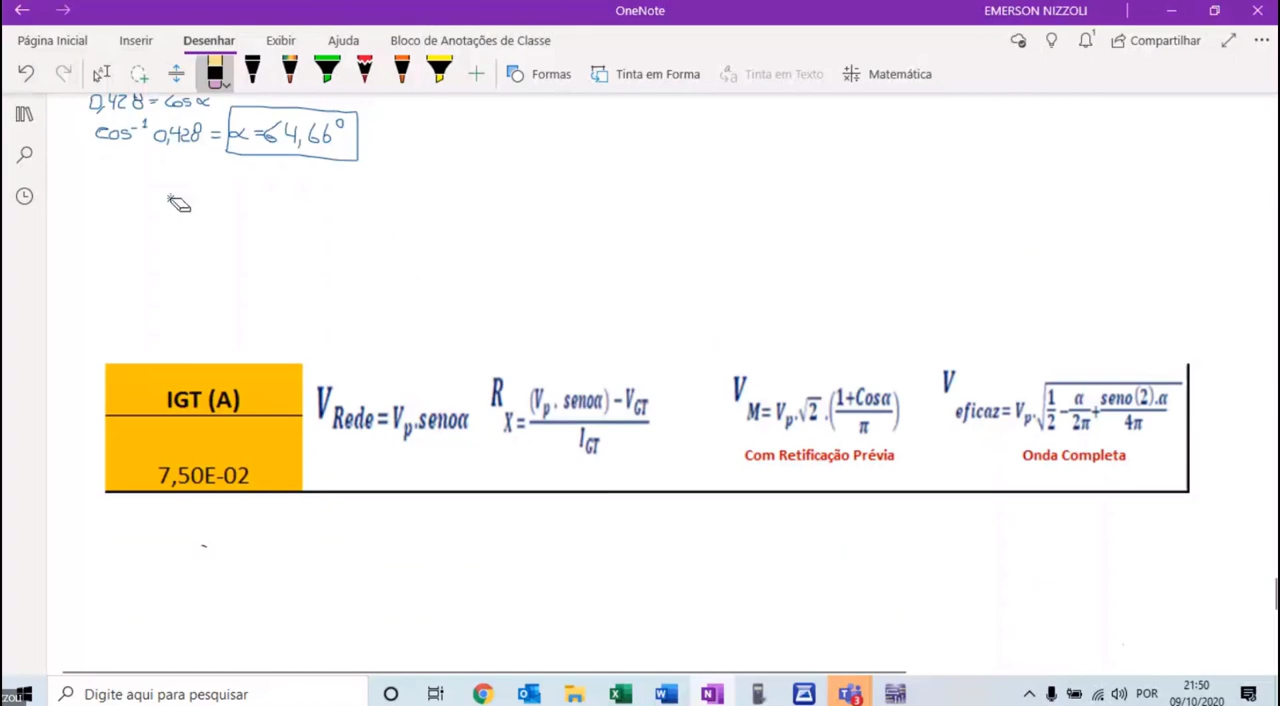 OneNote
EMERSON NIZZOLI
Página Inicial Inserir Desenhar Exibir Ajuda Bloco de Anotações de Classe
Compartilhar
Formas Tinta em Forma Tinta em Texto Matemática
0,428 = Cos α
cos⁻¹ 0,428 = α = 64,66°
IGT (A)
7,50E-02
V Rede = Vp.senoα
R X = (Vp . senoα) - VGT / IGT
V M = Vp.√2 . (1+Cosα / π)
Com Retificação Prévia
V eficaz = Vp.√(1/2 - α/2π + seno(2).α/4π)
Onda Completa
zzoli
Digite aqui para pesquisar
3
POR
21:50
09/10/2020